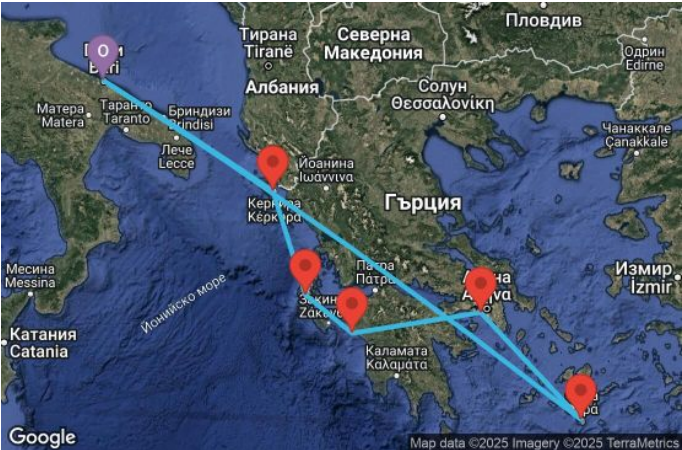 Пловдив
Тирана
Tiranë
Северна
Македония
Одрин
Edirne
O
Bari
Албания
Солун
Θεσσαλονίκη
Матера
Matera
Таранто
Taranto
Бриндизи
Brindisi
Чанаккале
Çanakkale
Лече
Lecce
Йоанина
Ιωάννινα
Керкира
Κέρκυρα
Гърция
Месина
Messina
Патра
Πάτρα
Измир
İzmir
Йонийско море
Катания
Catania
Каламата
Καλαμάτα
Google
Map data ©2025 Imagery ©2025 TerraMetrics